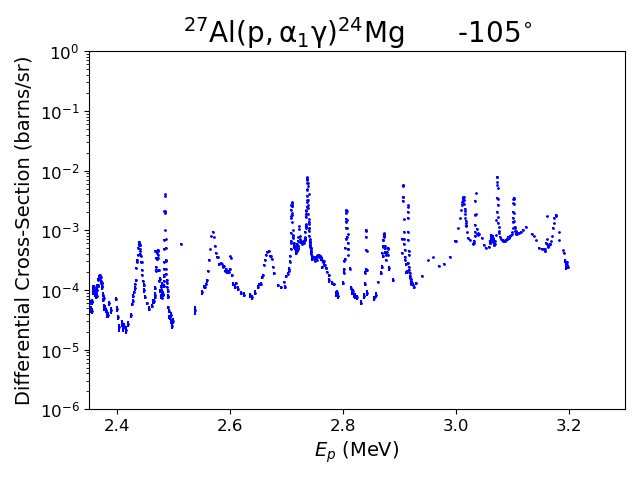 ²⁷Al(p, α₁γ)²⁴Mg -105°
Differential Cross-Section (barns/sr)
10⁰
10⁻¹
10⁻²
10⁻³
10⁻⁴
10⁻⁵
10⁻⁶
2.4 2.6 2.8 3.0 3.2
Eₚ (MeV)